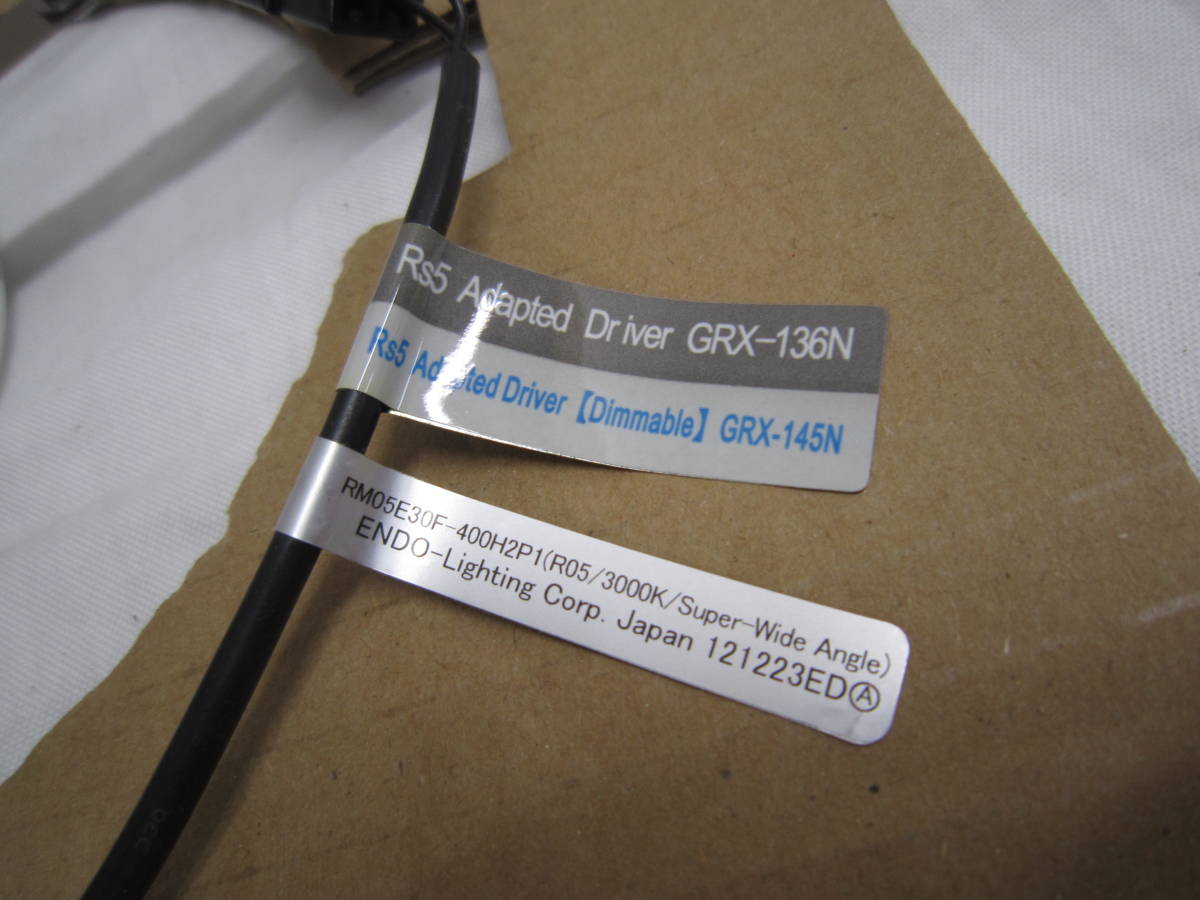 Rs5 Adapted Driver GRX-136N
Rs5 Adapted Driver【Dimmable】GRX-145N
RM05E30F-400H2P1(R05/3000K/Super-Wide Angle)
ENDO-Lighting Corp. Japan 121223EDⒶ